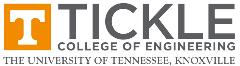 T TICKLE
COLLEGE OF ENGINEERING
THE UNIVERSITY OF TENNESSEE, KNOXVILLE